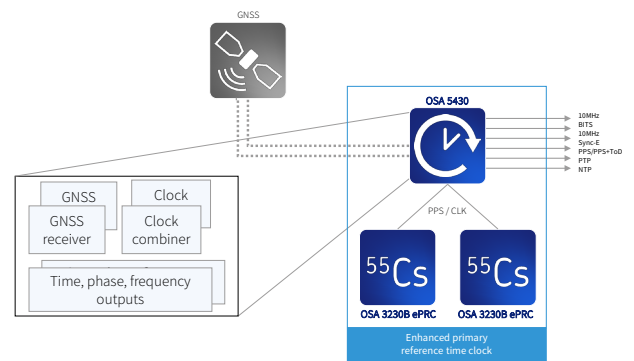 GNSS
OSA 5430
10MHz
BITS
10MHz
Sync-E
PPS/PPS+ToD
PTP
NTP
GNSS
Clock
GNSS
receiver
Clock
combiner
Time, phase, frequency
outputs
PPS / CLK
55Cs
55Cs
OSA 3230B ePRC
OSA 3230B ePRC
Enhanced primary
reference time clock